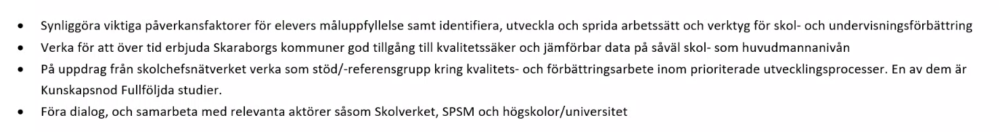 • Synliggöra viktiga påverkansfaktorer för elevers måluppfyllelse samt identifiera, utveckla och sprida arbetssätt och verktyg för skol- och undervisningsförbättring
• Verka för att över tid erbjuda Skaraborgs kommuner god tillgång till kvalitetssäker och jämförbar data på såväl skol- som huvudmannanivån
• På uppdrag från skolchefsnätverket verka som stöd/-referensgrupp kring kvalitets- och förbättringsarbete inom prioriterade utvecklingsprocesser. En av dem är
Kunskapsnod Fullföljda studier.
• Föra dialog, och samarbeta med relevanta aktörer såsom Skolverket, SPSM och högskolor/universitet